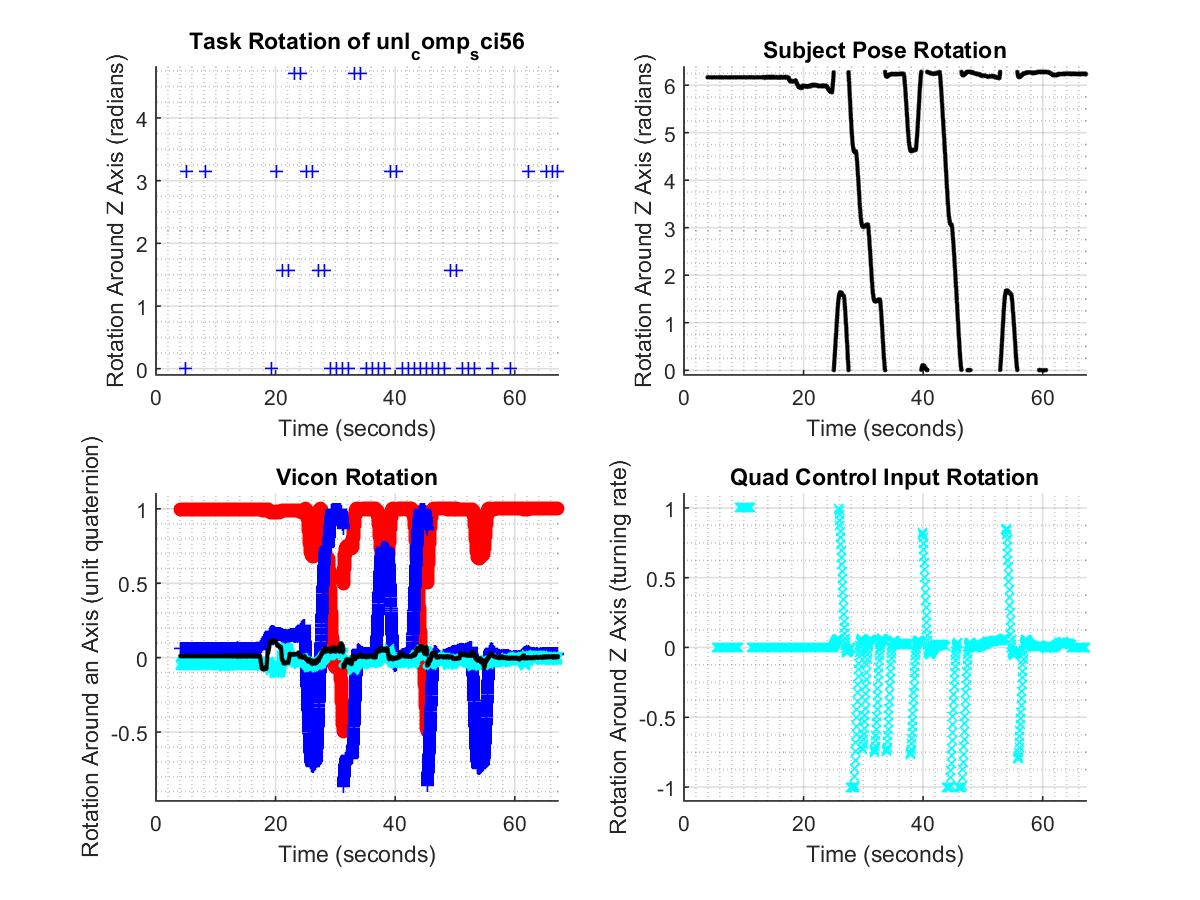 Task Rotation of unl_comp_sci56
Rotation Around Z Axis (radians)
4
3
2
1
0
0 20 40 60
Time (seconds)
Subject Pose Rotation
Rotation Around Z Axis (radians)
6
5
4
3
2
1
0
0 20 40 60
Time (seconds)
Vicon Rotation
Rotation Around an Axis (unit quaternion)
1
0.5
0
-0.5
0 20 40 60
Time (seconds)
Quad Control Input Rotation
Rotation Around Z Axis (turning rate)
1
0.5
0
-0.5
-1
0 20 40 60
Time (seconds)